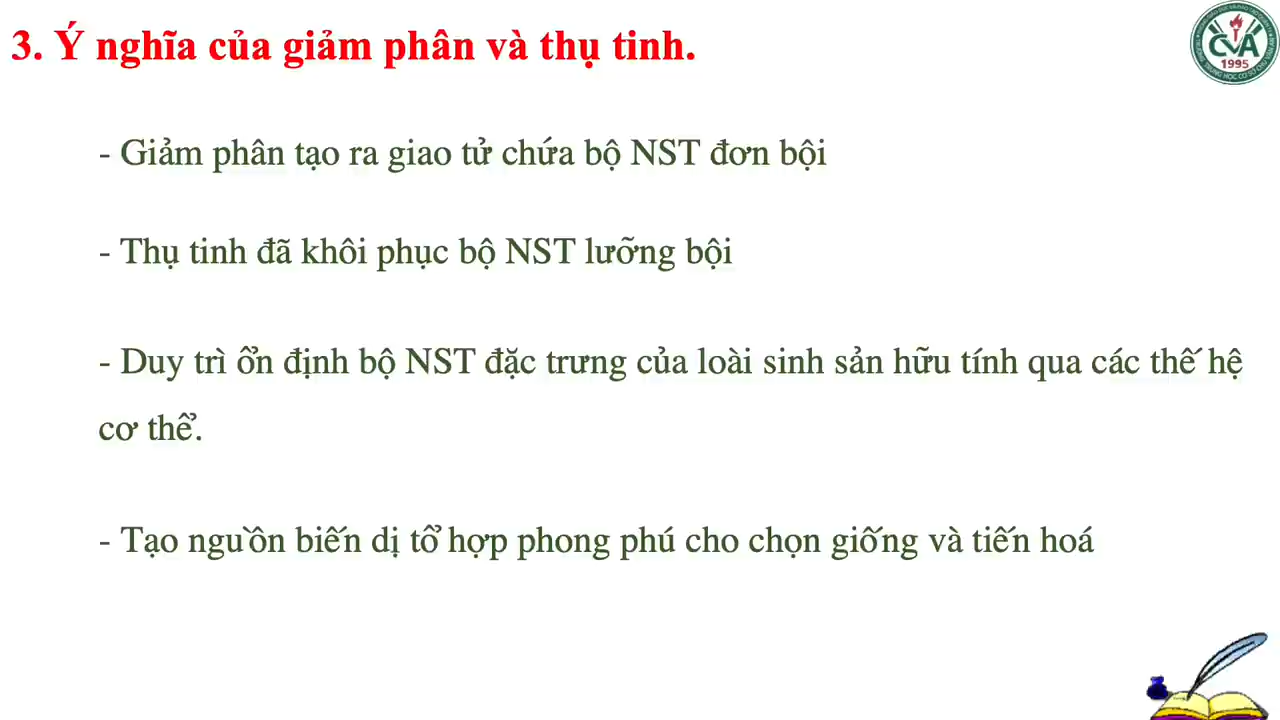 3. Ý nghĩa của giảm phân và thụ tinh.
CVA
1995
- Giảm phân tạo ra giao tử chứa bộ NST đơn bội
- Thụ tinh đã khôi phục bộ NST lưỡng bội
- Duy trì ổn định bộ NST đặc trưng của loài sinh sản hữu tính qua các thế hệ
cơ thể.
- Tạo nguồn biến dị tổ hợp phong phú cho chọn giống và tiến hoá